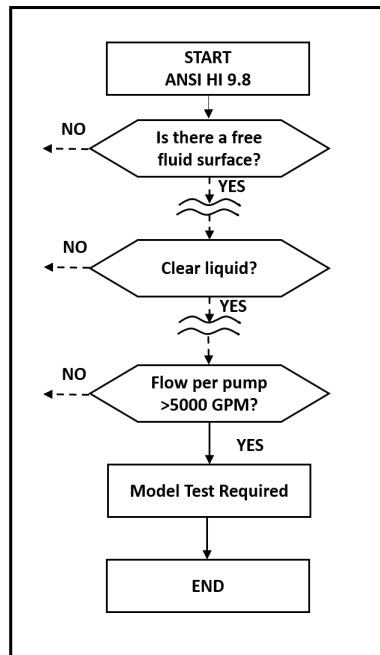 START
ANSI HI 9.8
NO
Is there a free
fluid surface?
YES
NO
Clear liquid?
YES
NO
Flow per pump
>5000 GPM?
YES
Model Test Required
END